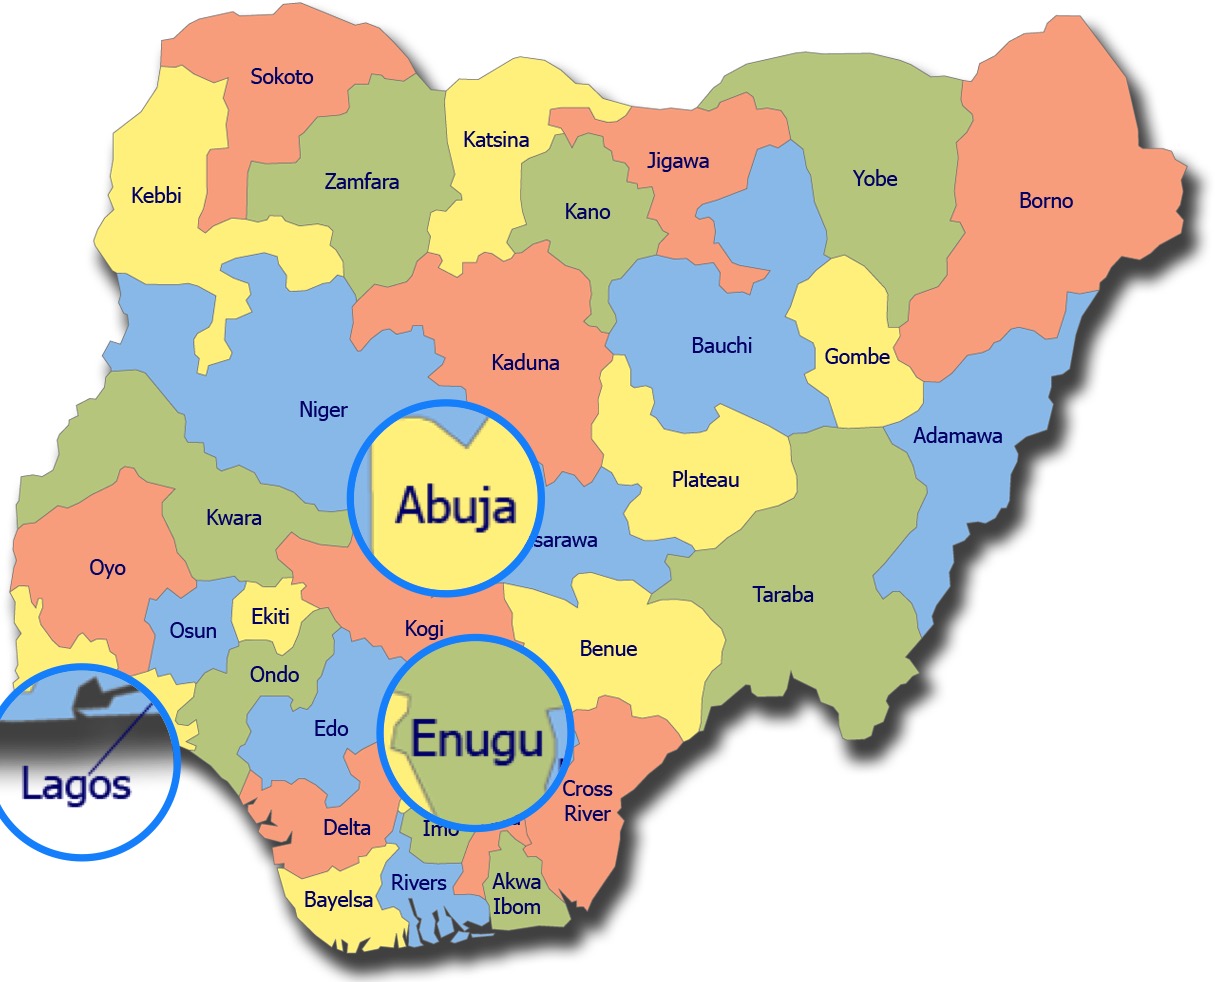 Sokoto
Katsina
Jigawa
Zamfara
Yobe
Kebbi
Borno
Kano
Bauchi
Gombe
Kaduna
Niger
Adamawa
Plateau
Abuja
Kwara
sarawa
Oyo
Taraba
Ekiti
Osun
Kogi
Benue
Ondo
Edo
Enugu
Lagos
Cross
River
Delta
Imo
Rivers
Akwa
Ibom
Bayelsa